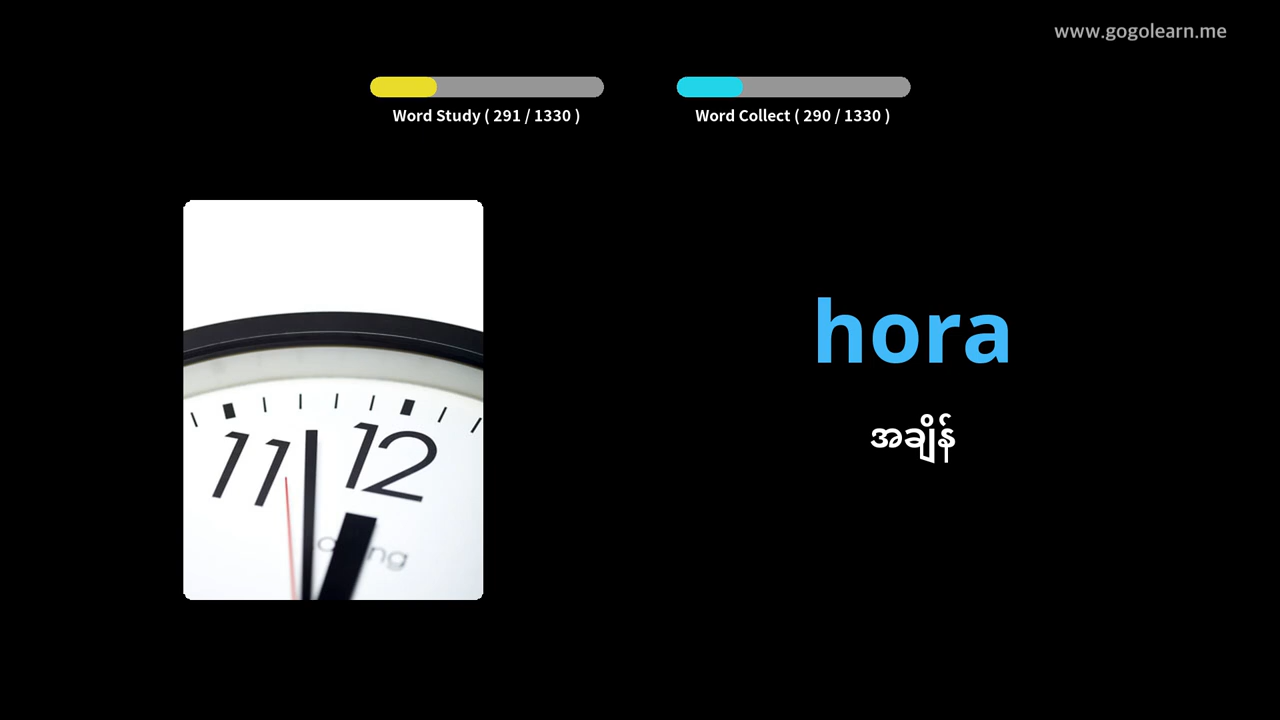 www.gogolearn.me
Word Study ( 291 / 1330 )
Word Collect ( 290 / 1330 )
hora
အချိန်
11 12